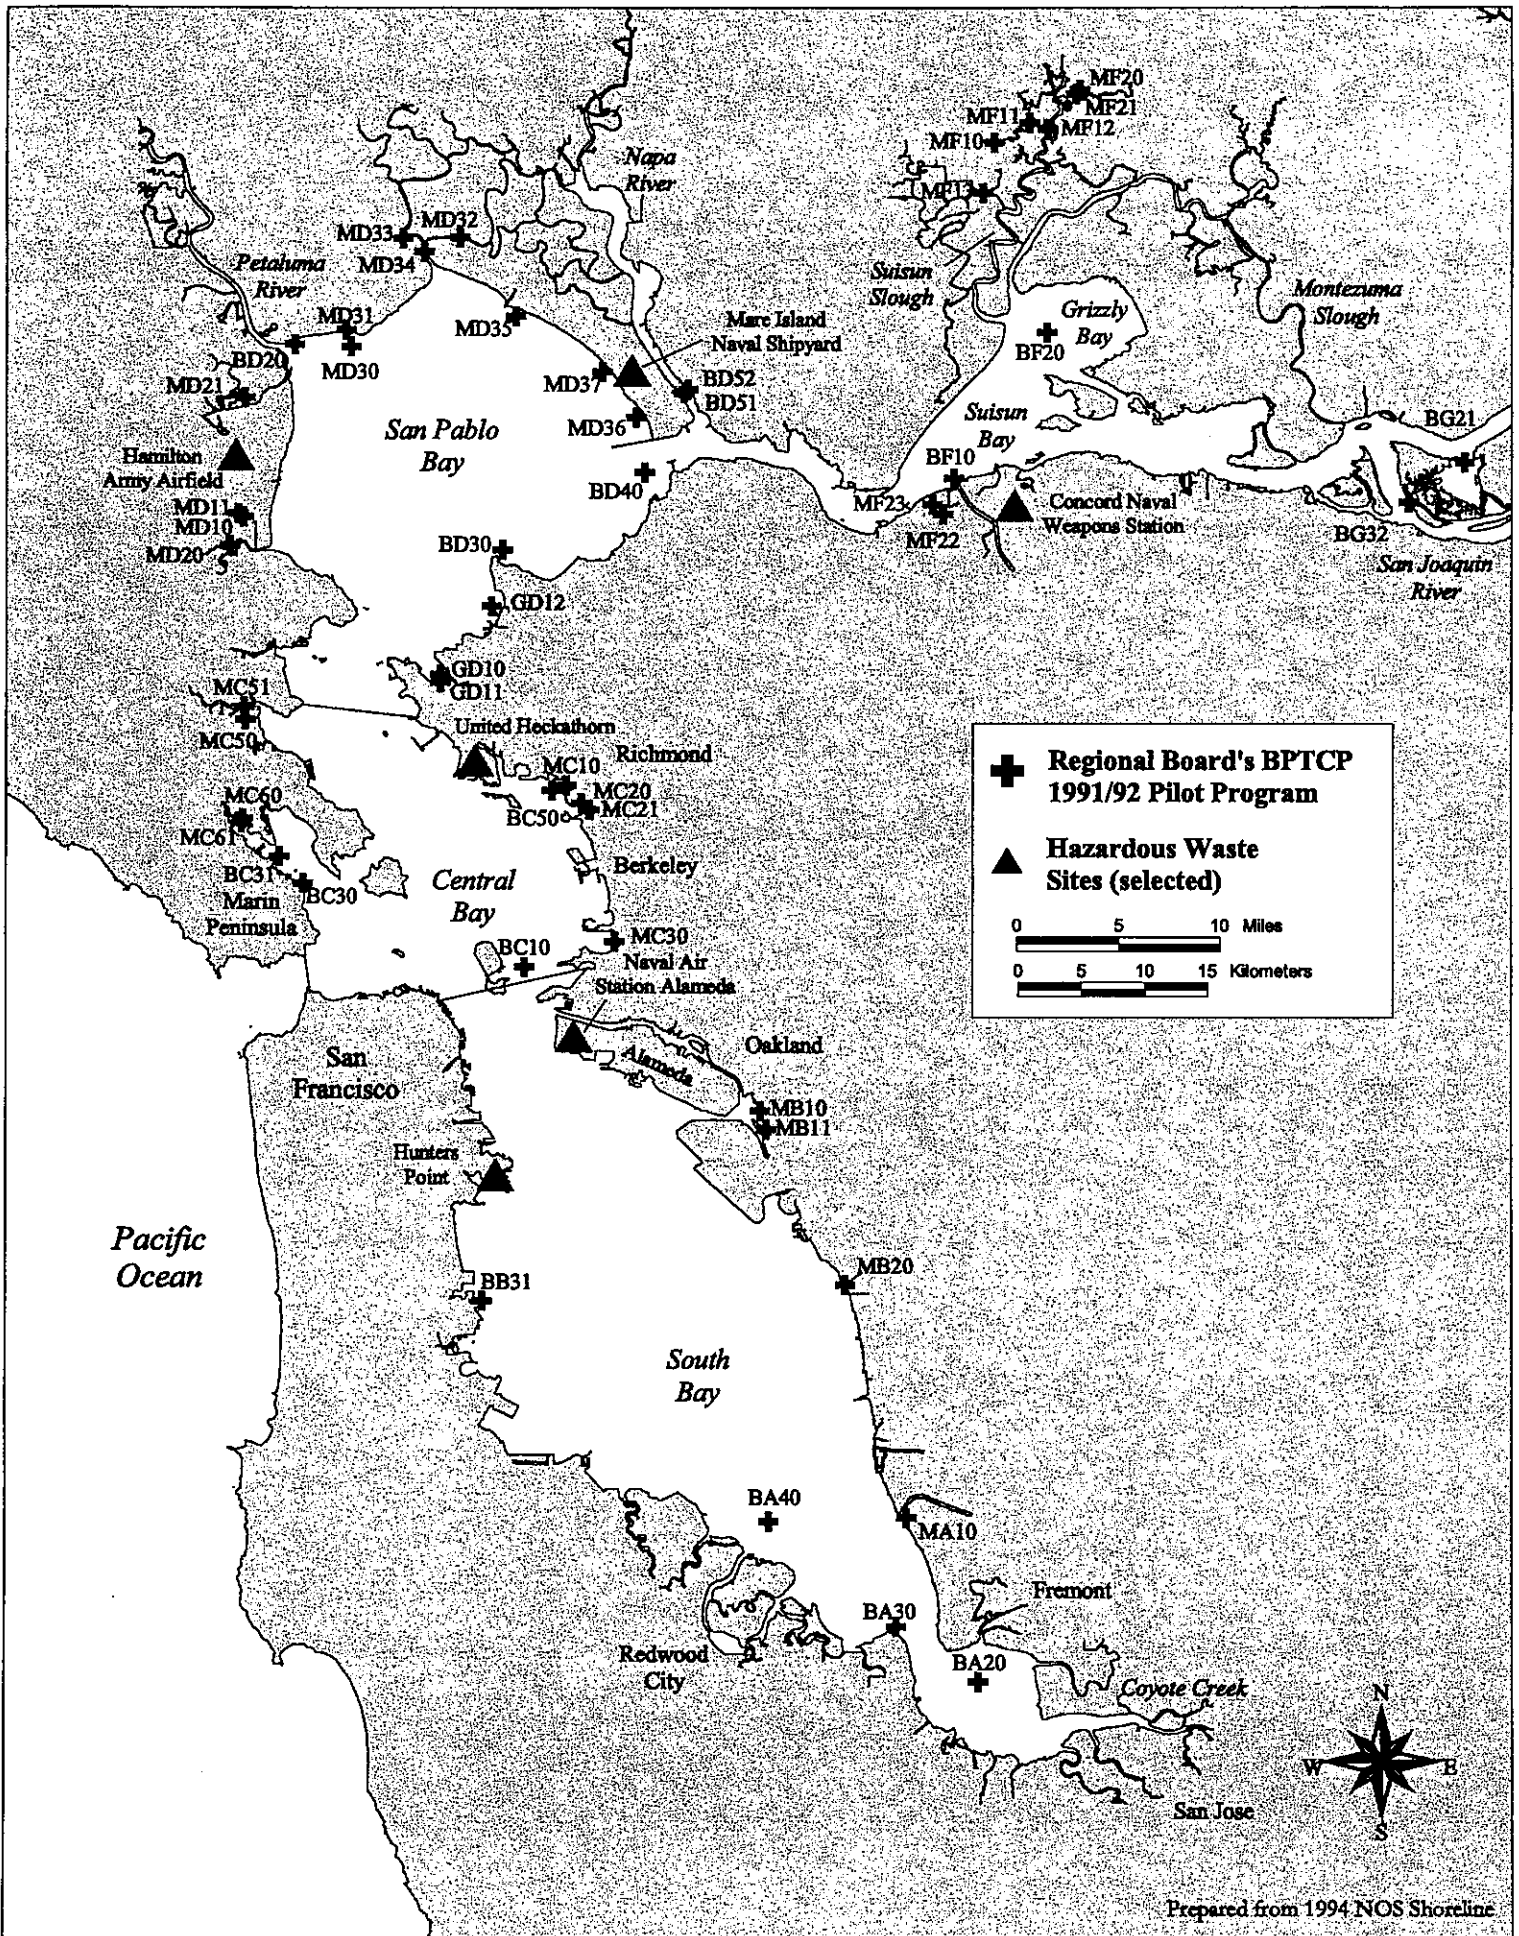 MF20
MF21
MF11
MF12
MF10
MF13
Napa
River
MD32
MD33
MD34
Petaluma
River
Suisun
Slough
Montezuma
Slough
Grizzly
Bay
MD31
MD35
Mare Island
Naval Shipyard
BF20
BD20
MD30
MD21
MD37
BD52
BD51
San Pablo
Bay
MD36
Suisun
Bay
BG21
Hamilton
Army Airfield
BF10
BD40
MD11
MD10
MD20
MF23
MF22
Concord Naval
Weapons Station
BG32
San Joaquin
River
BD30
GD12
GD10
GD11
MC51
MC50
United Heckathorn
Richmond
MC10
MC20
MC21
BC50
MC60
MC61
BC31
BC30
Marin
Peninsula
Central
Bay
Berkeley
MC30
BC10
Naval Air
Station Alameda
Regional Board's BPTCP
1991/92 Pilot Program
Hazardous Waste
Sites (selected)
0 5 10 Miles
0 5 10 15 Kilometers
San
Francisco
Alameda
Oakland
MB10
MB11
Hunters
Point
Pacific
Ocean
MB20
BB31
South
Bay
BA40
MA10
Fremont
BA30
Redwood
City
BA20
Coyote Creek
N
W E
S
San Jose
Prepared from 1994 NOS Shoreline